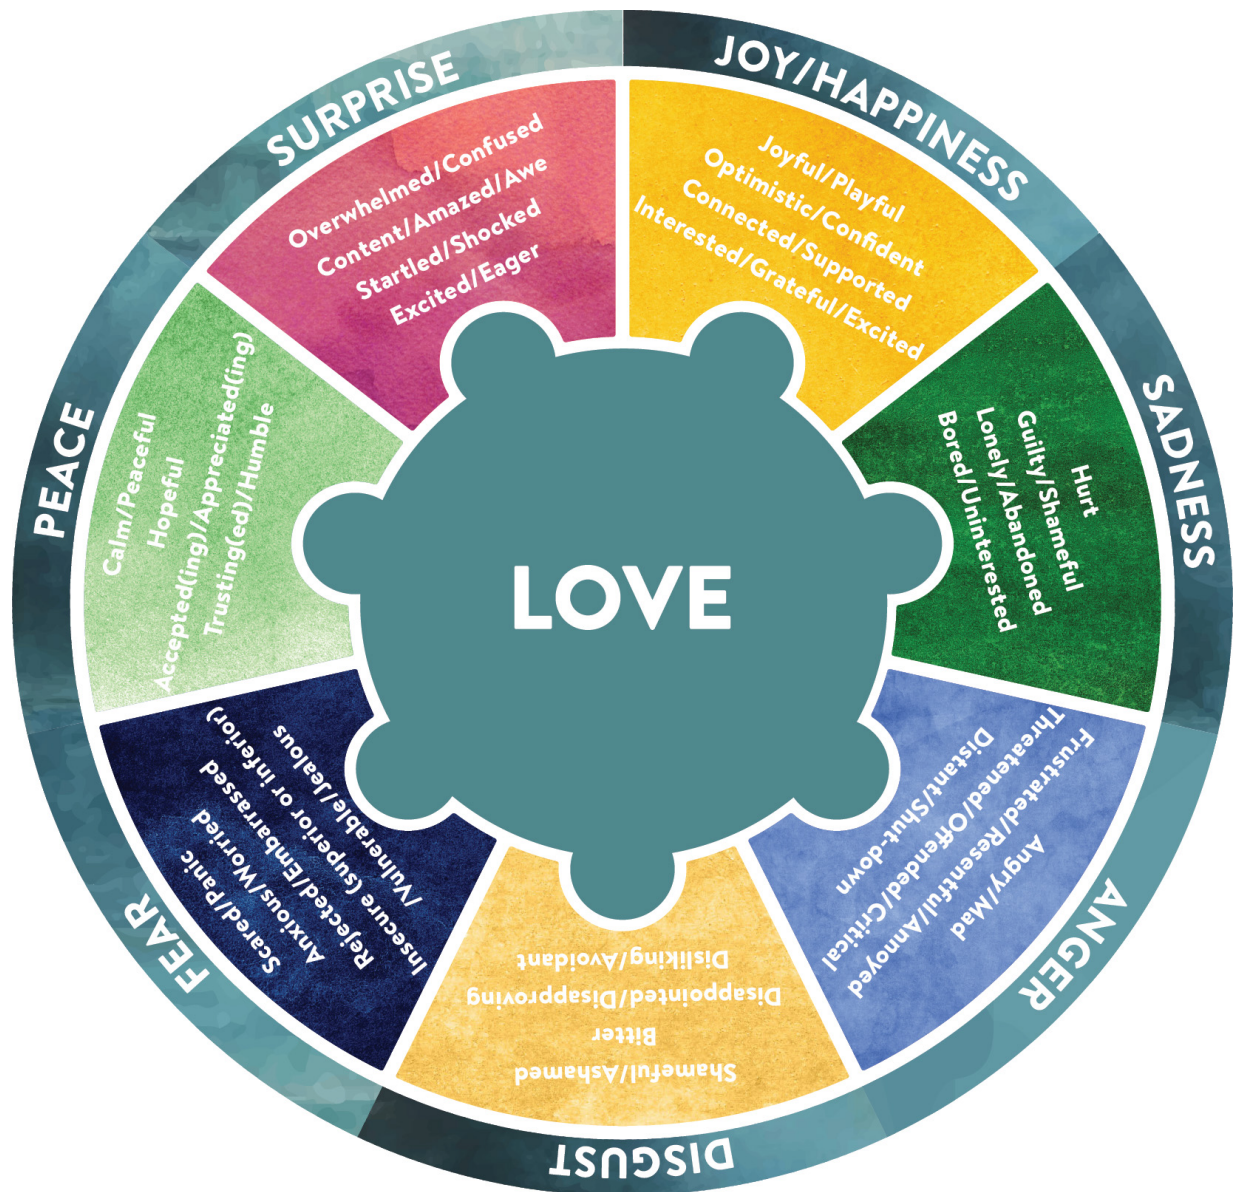 SURPRISE
Overwhelmed/Confused
Content/Amazed/Awe
Startled/Shocked
Excited/Eager
JOY/HAPPINESS
Joyful/Playful
Optimistic/Confident
Connected/Supported
Interested/Grateful/Excited
SADNESS
Hurt
Guilty/Shameful
Lonely/Abandoned
Bored/Uninterested
ANGER
Angry/Mad
Frustrated/Resentful/Annoyed
Threatened/Offended/Critical
Distant/Shut-down
DISGUST
Shameful/Ashamed
Bitter
Disappointed/Disapproving
Disliking/Avoidant
FEAR
Scared/Panic
Anxious/Worried
Rejected/Embarrassed
Insecure (superior or inferior)
/Vulnerable/Jealous
PEACE
Calm/Peaceful
Hopeful
Accepted(ing)/Appreciated(ing)
Trusting(ed)/Humble
LOVE